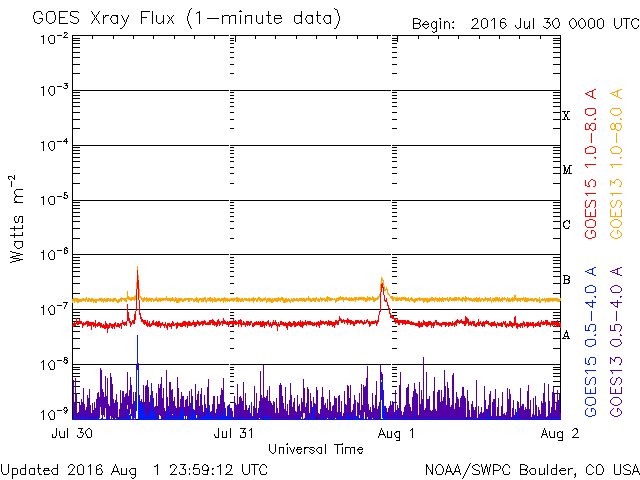 GOES Xray Flux (1-minute data)
Begin: 2016 Jul 30 0000 UTC
10⁻²
10⁻³
10⁻⁴
10⁻⁵
10⁻⁶
10⁻⁷
10⁻⁸
10⁻⁹
Watts m⁻²
X
M
C
B
A
GOES15 1.0-8.0 A
GOES13 1.0-8.0 A
GOES15 0.5-4.0 A
GOES13 0.5-4.0 A
Jul 30
Jul 31
Aug 1
Aug 2
Universal Time
Updated 2016 Aug 1 23:59:12 UTC
NOAA/SWPC Boulder, CO USA